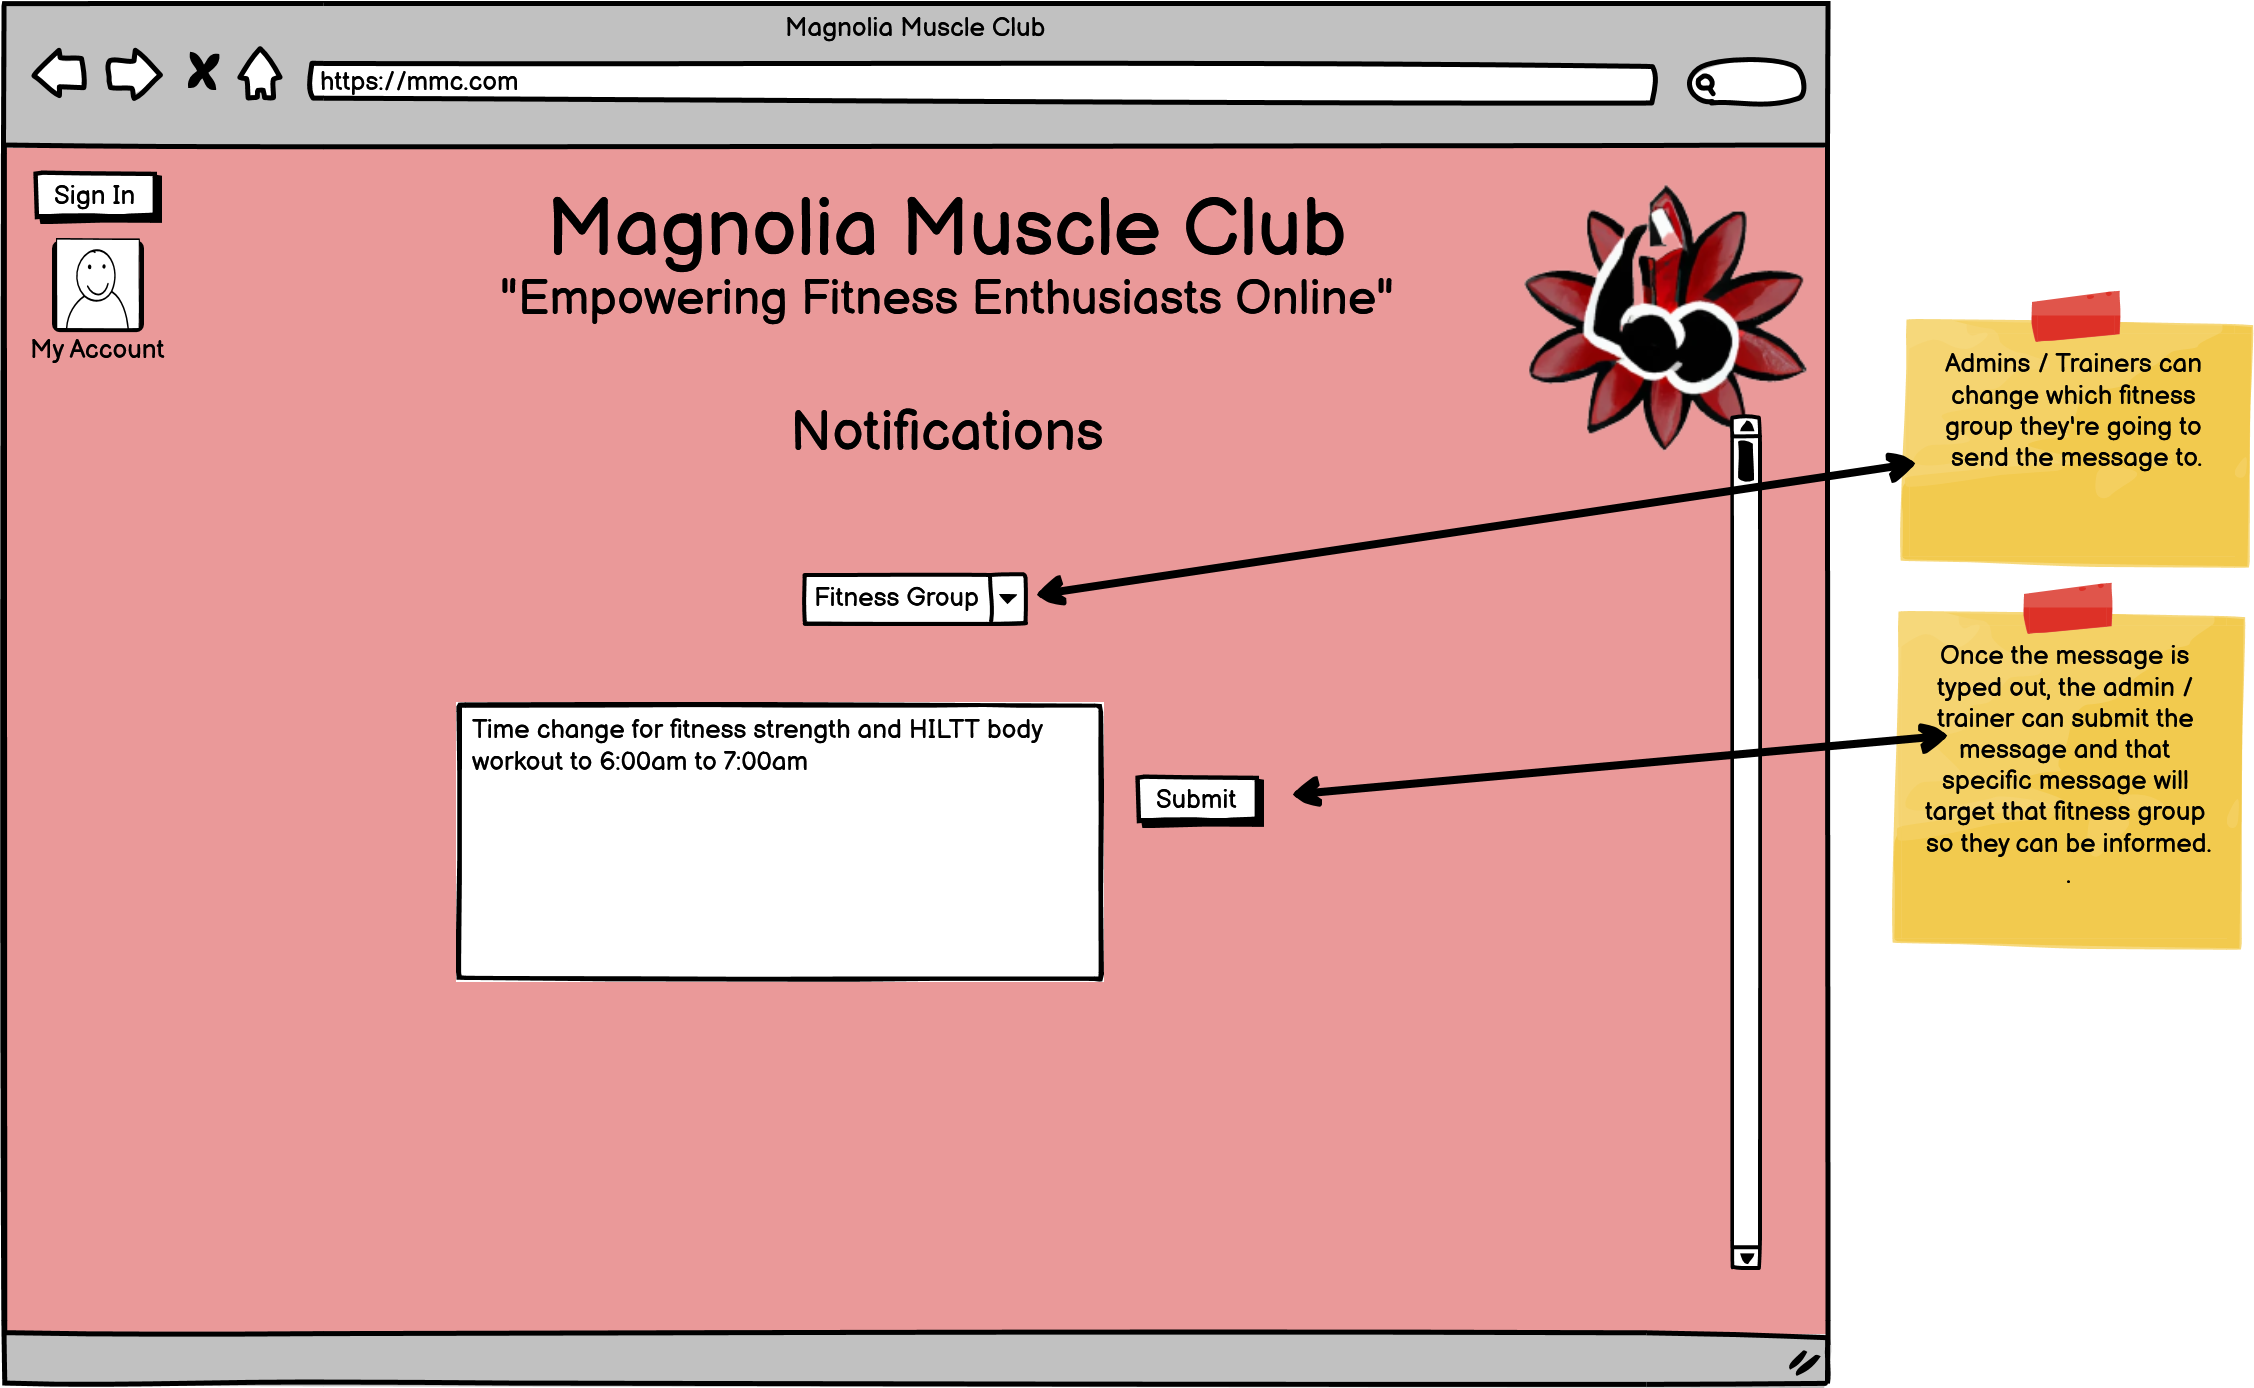 Magnolia Muscle Club
https://mmc.com
Sign In
My Account
Magnolia Muscle Club
"Empowering Fitness Enthusiasts Online"
Notifications
Fitness Group
Time change for fitness strength and HILTT body
workout to 6:00am to 7:00am
Submit
Admins / Trainers can
change which fitness
group they're going to
send the message to.
Once the message is
typed out, the admin /
trainer can submit the
message and that
specific message will
target that fitness group
so they can be informed.
.